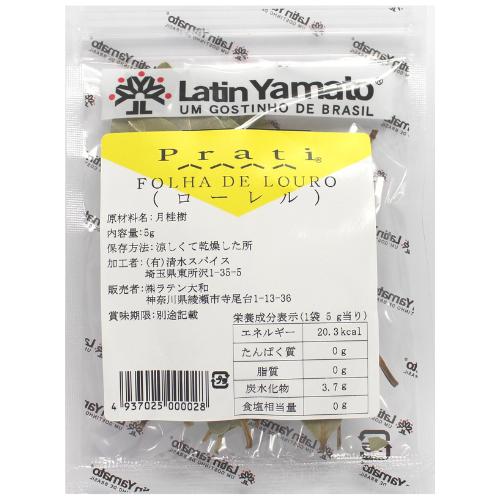 Latin Yamato
UM GOSTINHO DE BRASIL
Prati®
FOLHA DE LOURO
(ローレル)
原材料名:月桂樹
内容量:5g
保存方法:涼しくて乾燥した所
加工者:(有)清水スパイス
埼玉県東所沢1-35-5
販売者:㈱ラテン大和
神奈川県綾瀬市寺尾台1-13-36
賞味期限:別途記載
栄養成分表示(1袋 5g当り)
エネルギー 20.3kcal
たんぱく質 0g
脂質 0g
炭水化物 3.7g
食塩相当量 0g
プラ
4 937025 000028